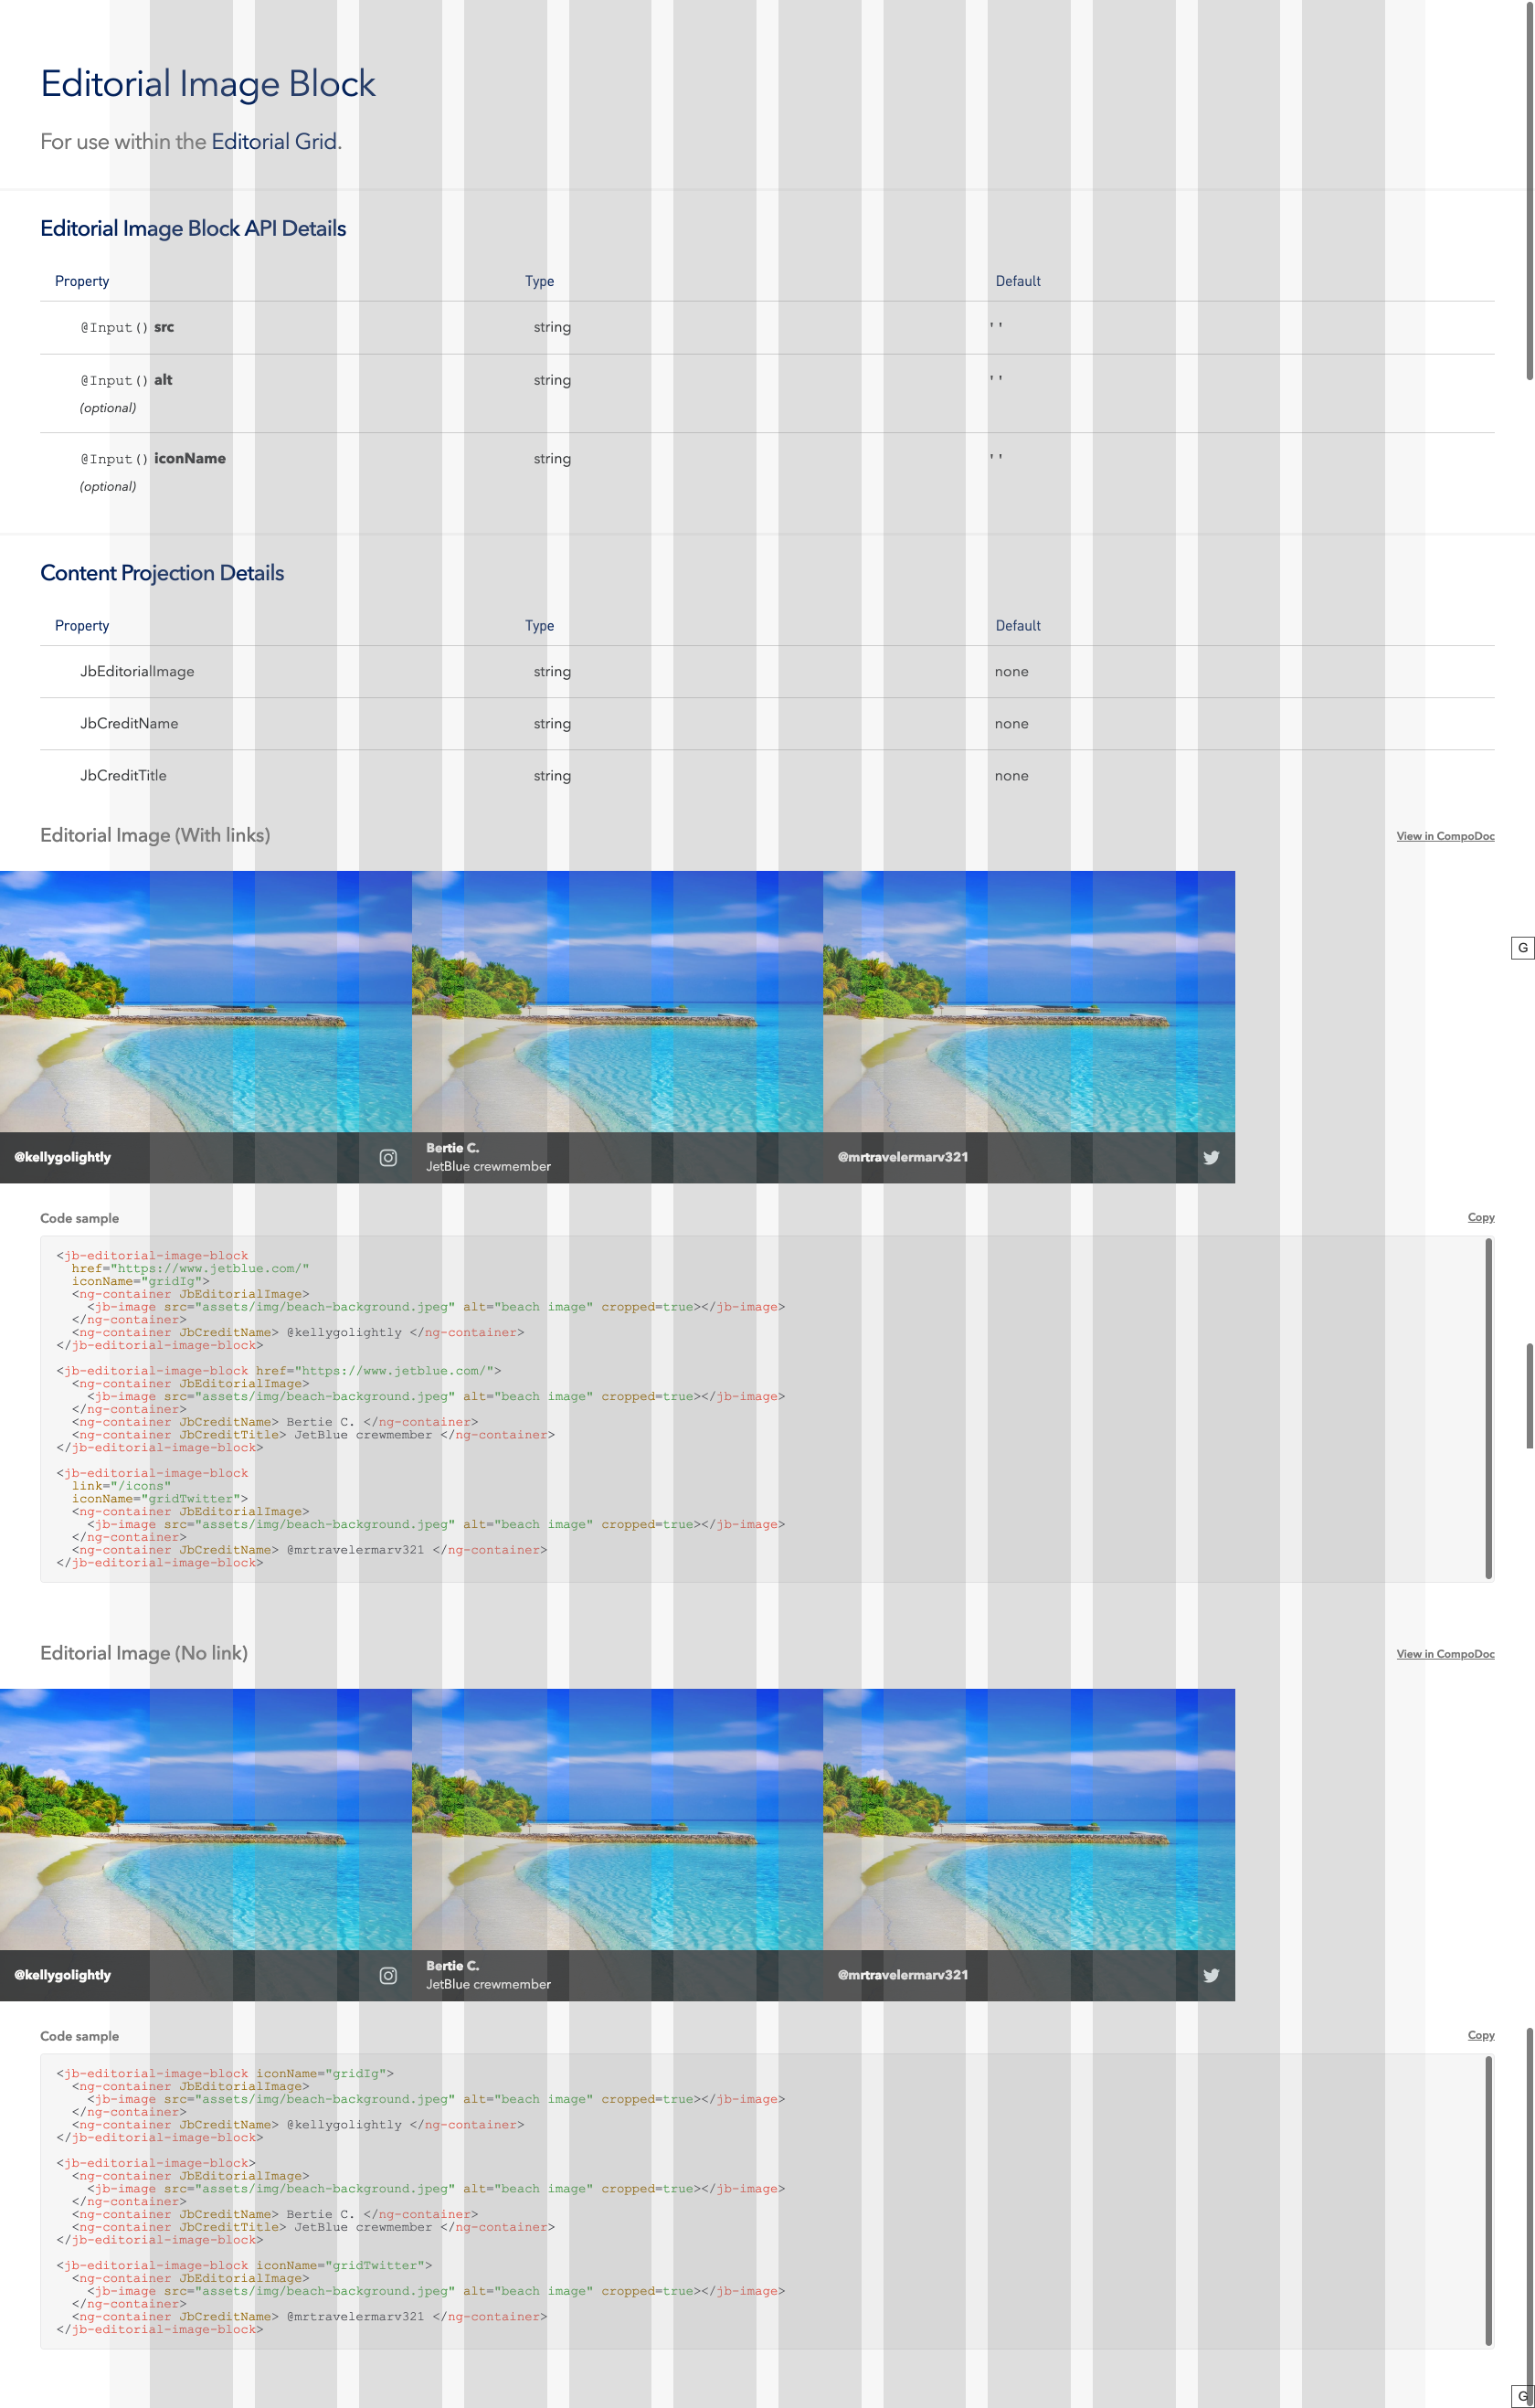 Editorial Image Block
For use within the Editorial Grid.
Editorial Image Block API Details
Property Type Default
@Input() src string ''
@Input() alt string ''
(optional)
@Input() iconName string ''
(optional)
Content Projection Details
Property Type Default
JbEditorialImage string none
JbCreditName string none
JbCreditTitle string none
Editorial Image (With links) View in CompoDoc
G
@kellygolightly Bertie C. @mrtravelermarv321
JetBlue crewmember
Code sample Copy
<jb-editorial-image-block
  href="https://www.jetblue.com/"
  iconName="gridIg">
  <ng-container JbEditorialImage>
    <jb-image src="assets/img/beach-background.jpeg" alt="beach image" cropped=true></jb-image>
  </ng-container>
  <ng-container JbCreditName> @kellygolightly </ng-container>
</jb-editorial-image-block>
<jb-editorial-image-block href="https://www.jetblue.com/">
  <ng-container JbEditorialImage>
    <jb-image src="assets/img/beach-background.jpeg" alt="beach image" cropped=true></jb-image>
  </ng-container>
  <ng-container JbCreditName> Bertie C. </ng-container>
  <ng-container JbCreditTitle> JetBlue crewmember </ng-container>
</jb-editorial-image-block>
<jb-editorial-image-block
  link="/icons"
  iconName="gridTwitter">
  <ng-container JbEditorialImage>
    <jb-image src="assets/img/beach-background.jpeg" alt="beach image" cropped=true></jb-image>
  </ng-container>
  <ng-container JbCreditName> @mrtravelermarv321 </ng-container>
</jb-editorial-image-block>
Editorial Image (No link) View in CompoDoc
@kellygolightly Bertie C. @mrtravelermarv321
JetBlue crewmember
Code sample Copy
<jb-editorial-image-block iconName="gridIg">
  <ng-container JbEditorialImage>
    <jb-image src="assets/img/beach-background.jpeg" alt="beach image" cropped=true></jb-image>
  </ng-container>
  <ng-container JbCreditName> @kellygolightly </ng-container>
</jb-editorial-image-block>
<jb-editorial-image-block>
  <ng-container JbEditorialImage>
    <jb-image src="assets/img/beach-background.jpeg" alt="beach image" cropped=true></jb-image>
  </ng-container>
  <ng-container JbCreditName> Bertie C. </ng-container>
  <ng-container JbCreditTitle> JetBlue crewmember </ng-container>
</jb-editorial-image-block>
<jb-editorial-image-block iconName="gridTwitter">
  <ng-container JbEditorialImage>
    <jb-image src="assets/img/beach-background.jpeg" alt="beach image" cropped=true></jb-image>
  </ng-container>
  <ng-container JbCreditName> @mrtravelermarv321 </ng-container>
</jb-editorial-image-block>
G